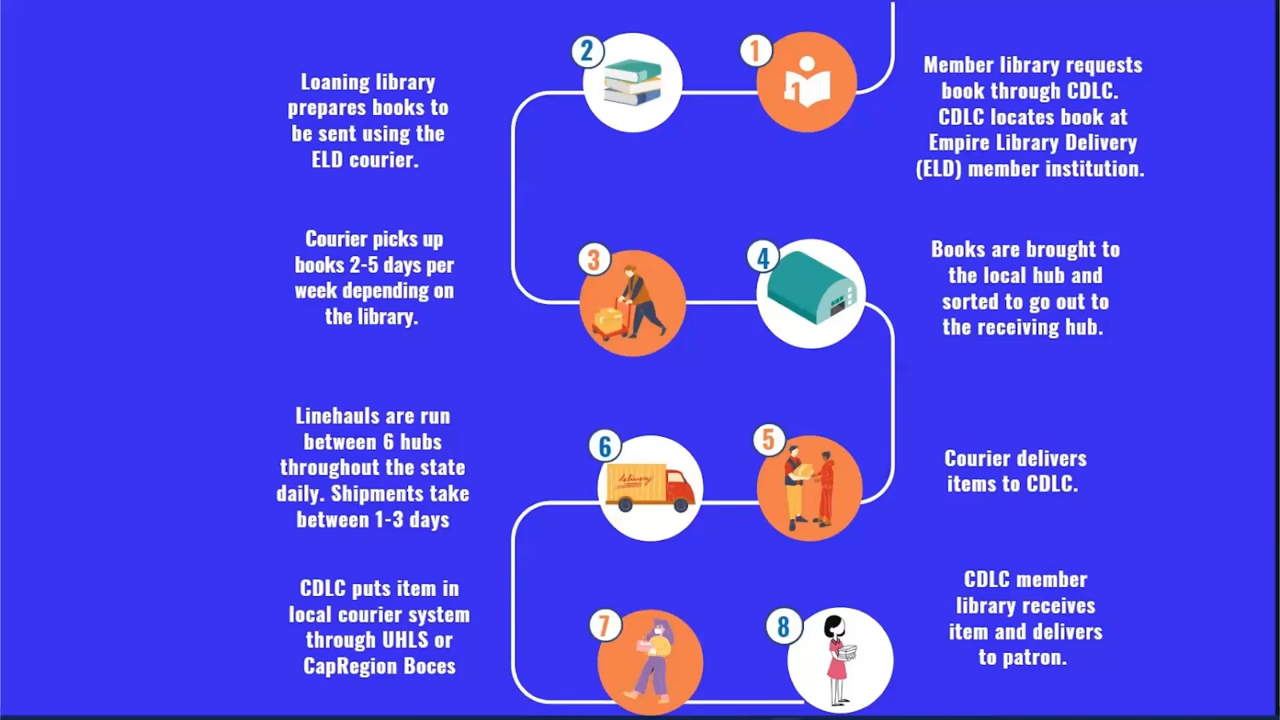 1
1
Member library requests
book through CDLC.
CDLC locates book at
Empire Library Delivery
(ELD) member institution.
2
Loaning library
prepares books to
be sent using the
ELD courier.
3
Courier picks up
books 2-5 days per
week depending on
the library.
4
Books are brought to
the local hub and
sorted to go out to
the receiving hub.
5
Courier delivers
items to CDLC.
6
delivery
Linehauls are run
between 6 hubs
throughout the state
daily. Shipments take
between 1-3 days
7
CDLC puts item in
local courier system
through UHLS or
CapRegion Boces
8
CDLC member
library receives
item and delivers
to patron.